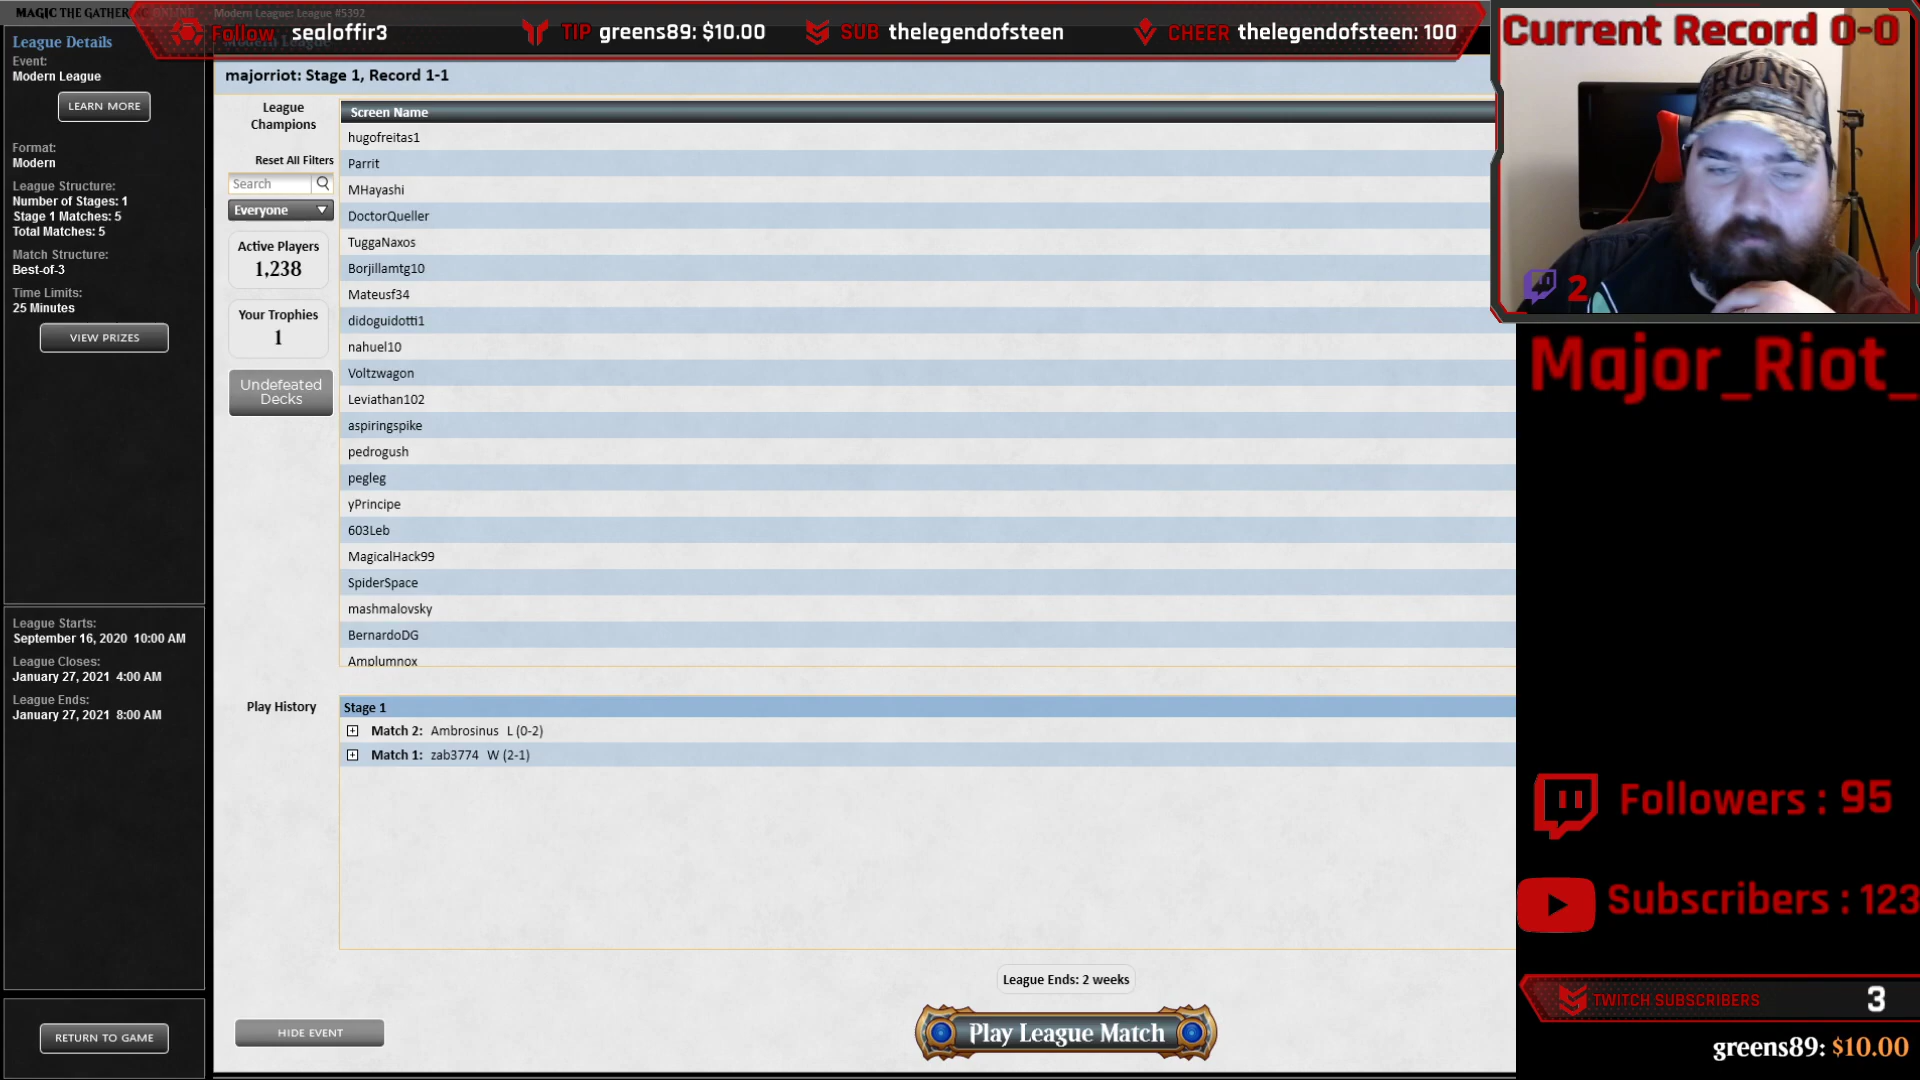 MAGIC THE GATHERING ONLINE
Modern League: League #5392
Follow sealoffir3
TIP greens89: $10.00
SUB thelegendofsteen
CHEER thelegendofsteen: 100
Current Record 0-0
HUNT
2
League Details
Event:
Modern League
LEARN MORE
Format:
Modern
League Structure:
Number of Stages: 1
Stage 1 Matches: 5
Total Matches: 5
Match Structure:
Best-of-3
Time Limits:
25 Minutes
VIEW PRIZES
League Starts:
September 16, 2020 10:00 AM
League Closes:
January 27, 2021 4:00 AM
League Ends:
January 27, 2021 8:00 AM
RETURN TO GAME
Modern League
majorriot: Stage 1, Record 1-1
League
Champions
Reset All Filters
Search
Everyone
Active Players
1,238
Your Trophies
1
Undefeated
Decks
Screen Name
hugofreitas1
Parrit
MHayashi
DoctorQueller
TuggaNaxos
Borjillamtg10
Mateusf34
didoguidotti1
nahuel10
Voltzwagon
Leviathan102
aspiringspike
pedrogush
pegleg
yPrincipe
603Leb
MagicalHack99
SpiderSpace
mashmalovsky
BernardoDG
Amplumnox
Play History
Stage 1
Match 2: Ambrosinus L (0-2)
Match 1: zab3774 W (2-1)
League Ends: 2 weeks
HIDE EVENT
Play League Match
Major_Riot_
Followers : 95
Subscribers : 123
TWITCH SUBSCRIBERS 3
greens89: $10.00